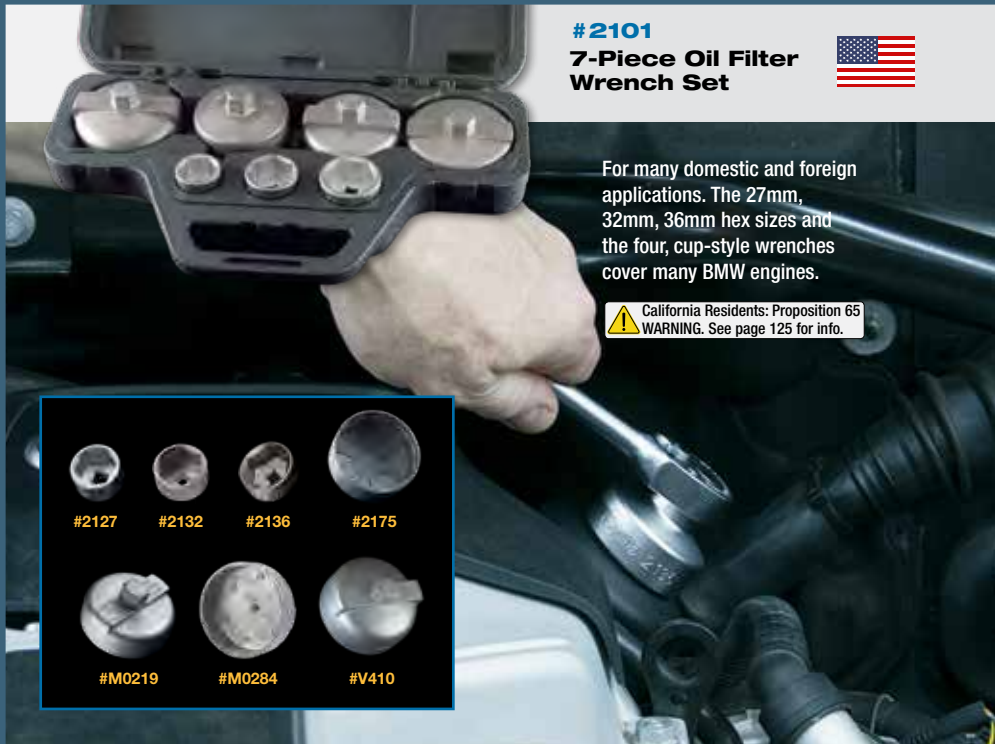 #2101
7-Piece Oil Filter
Wrench Set
For many domestic and foreign
applications. The 27mm,
32mm, 36mm hex sizes and
the four, cup-style wrenches
cover many BMW engines.
California Residents: Proposition 65
WARNING. See page 125 for info.
#2127 #2132 #2136 #2175
#M0219 #M0284 #V410